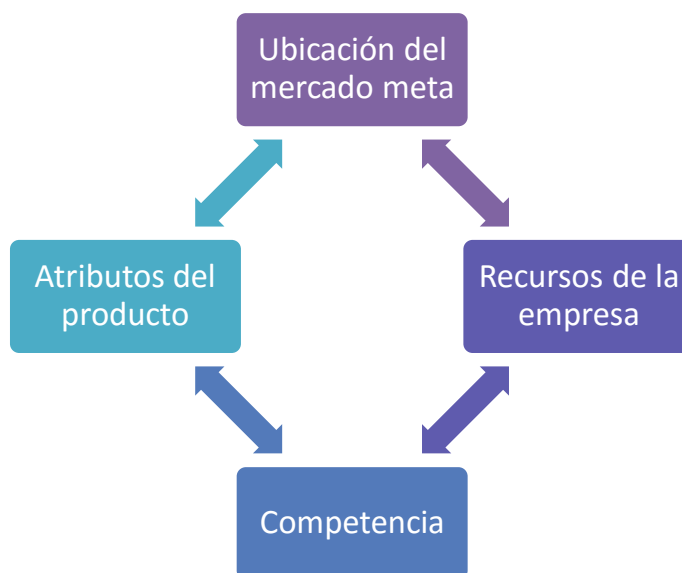 Ubicación del
mercado meta
Atributos del
producto
Recursos de la
empresa
Competencia